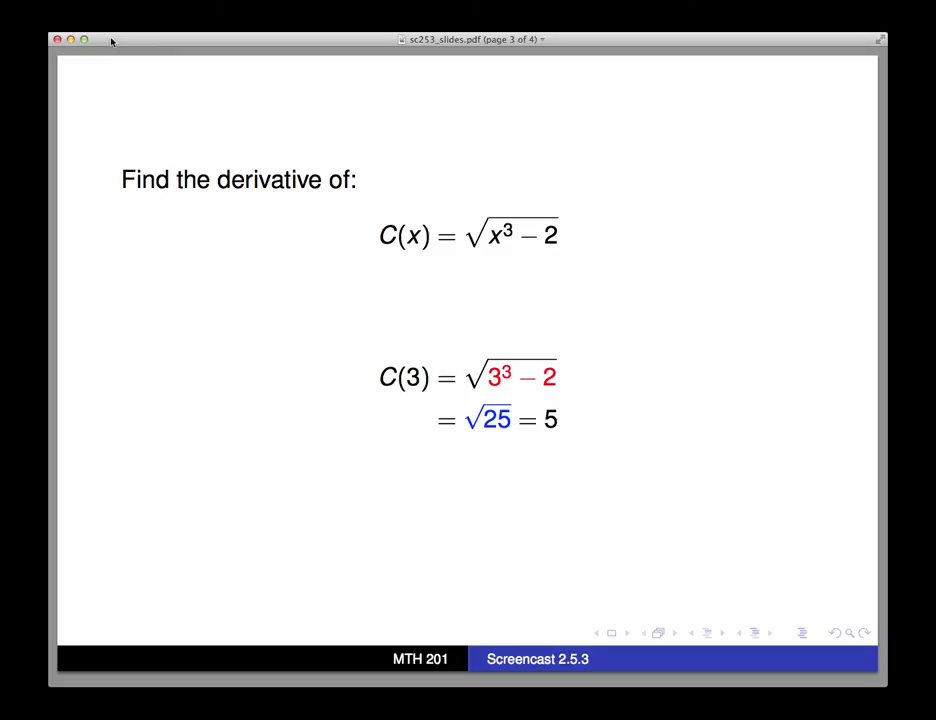 sc253_slides.pdf (page 3 of 4)
Find the derivative of:
C(x) = √(x³ − 2)
C(3) = √(3³ − 2)
= √25 = 5
MTH 201 Screencast 2.5.3